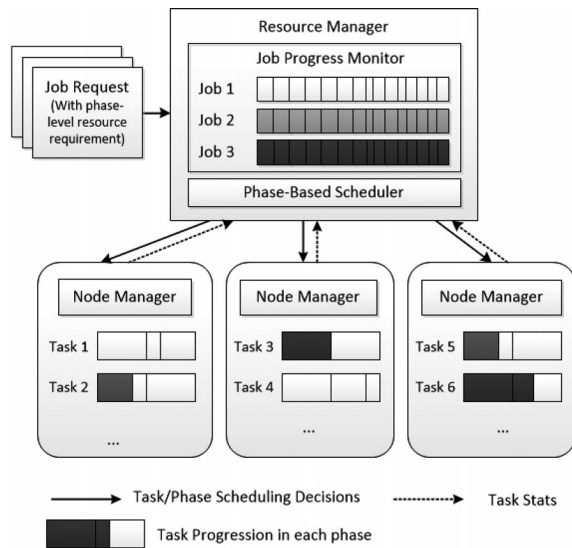 Resource Manager
Job Progress Monitor
Job Request
(With phase-
level resource
requirement)
Job 1
Job 2
Job 3
Phase-Based Scheduler
Node Manager
Task 1
Task 2
...
Node Manager
Task 3
Task 4
...
Node Manager
Task 5
Task 6
...
Task/Phase Scheduling Decisions
Task Stats
Task Progression in each phase